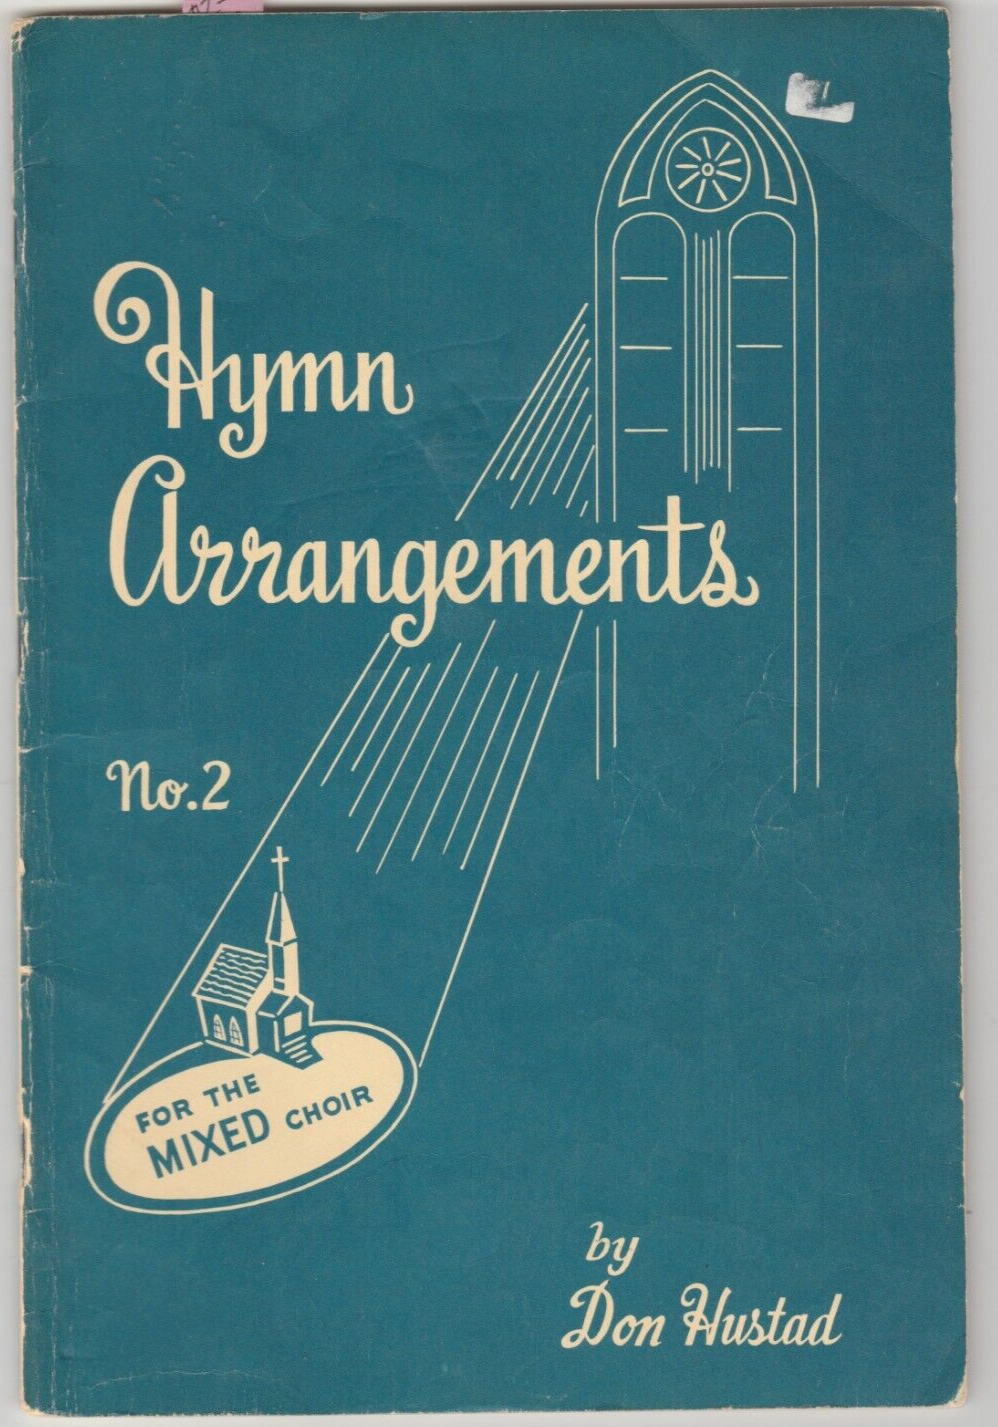 Hymn
Arrangements
No.2
FOR THE
MIXED CHOIR
by
Don Hustad